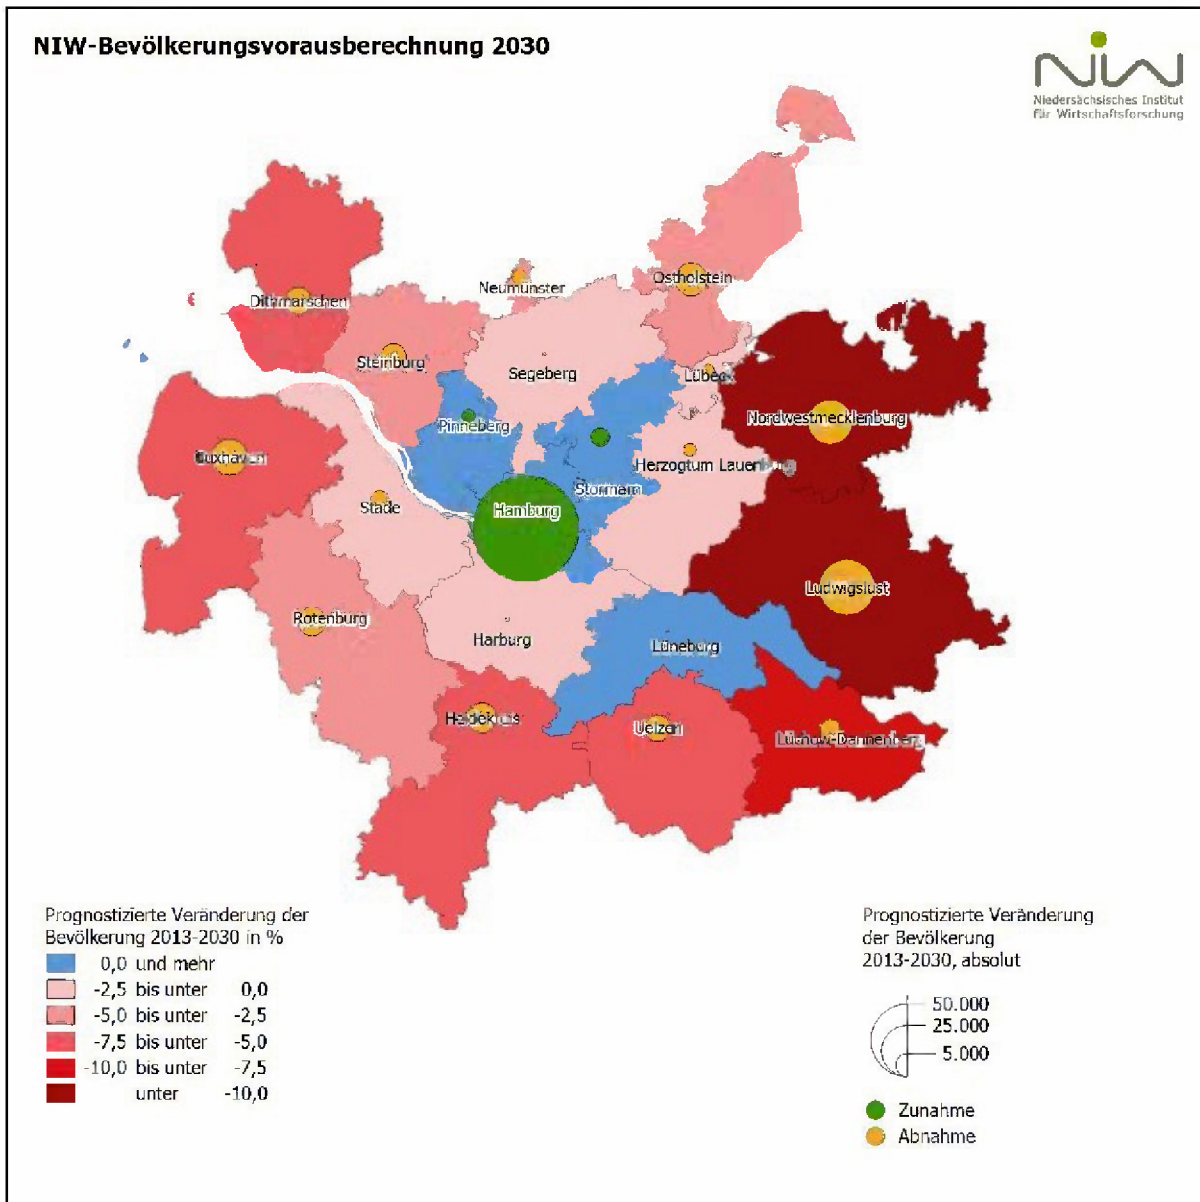 NIW-Bevölkerungsvorausberechnung 2030
NIW
Niedersächsisches Institut
für Wirtschaftsforschung
Dithmarschen
Neumünster
Ostholstein
Steinburg
Segeberg
Lübeck
Pinneberg
Nordwestmecklenburg
Cuxhaven
Herzogtum Lauenburg
Stormarn
Stade
Hamburg
Ludwigslust
Rotenburg
Harburg
Lüneburg
Heidekreis
Uelzen
Lüchow-Dannenberg
Prognostizierte Veränderung der
Bevölkerung 2013-2030 in %
0,0 und mehr
-2,5 bis unter 0,0
-5,0 bis unter -2,5
-7,5 bis unter -5,0
-10,0 bis unter -7,5
unter -10,0
Prognostizierte Veränderung
der Bevölkerung
2013-2030, absolut
50.000
25.000
5.000
Zunahme
Abnahme